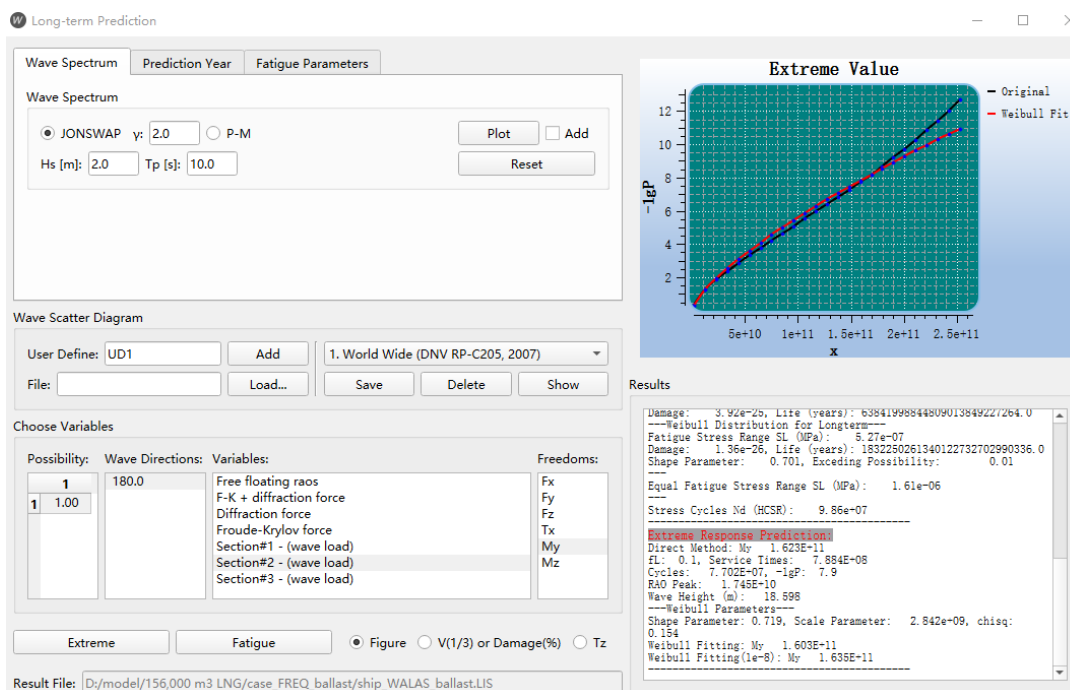 W Long-term Prediction
Wave Spectrum Prediction Year Fatigue Parameters
Wave Spectrum
JONSWAP γ: 2.0 P-M Plot Add
Hs [m]: 2.0 Tp [s]: 10.0 Reset
Extreme Value
Original
Weibull Fit
-lgP
12
10
8
6
4
2
5e+10 1e+11 1.5e+11 2e+11 2.5e+11
x
Wave Scatter Diagram
User Define: UD1 Add 1. World Wide (DNV RP-C205, 2007)
File: Load... Save Delete Show
Choose Variables
Possibility: Wave Directions: Variables: Freedoms:
1
1 1.00
180.0
Free floating raos
F-K + diffraction force
Diffraction force
Froude-Krylov force
Section#1 - (wave load)
Section#2 - (wave load)
Section#3 - (wave load)
Fx
Fy
Fz
Tx
My
Mz
Extreme Fatigue Figure V(1/3) or Damage(%) Tz
Result File: D:/model/156,000 m3 LNG/case_FREQ_ballast/ship_WALAS_ballast.LIS
Results
Damage: 3.92e-25, Life (years): 6384199884480901384922726​4.0
---Weibull Distribution for Longterm---
Fatigue Stress Range SL (MPa): 5.27e-07
Damage: 1.36e-26, Life (years): 183225026134012273270299033​6.0
Shape Parameter: 0.701, Exceding Possibility: 0.01
---
Equal Fatigue Stress Range SL (MPa): 1.61e-06
---
Stress Cycles Nd (HCSR): 9.86e+07
----------------------------------------
Extreme Response Prediction:
Direct Method: My 1.623E+11
fL: 0.1, Service Times: 7.884E+08
Cycles: 7.702E+07, -lgP: 7.9
RAO Peak: 1.745E+10
Wave Height (m): 18.598
---Weibull Parameters---
Shape Parameter: 0.719, Scale Parameter: 2.842e+09, chisq:
0.154
Weibull Fitting: My 1.603E+11
Weibull Fitting(1e-8): My 1.635E+11
----------------------------------------